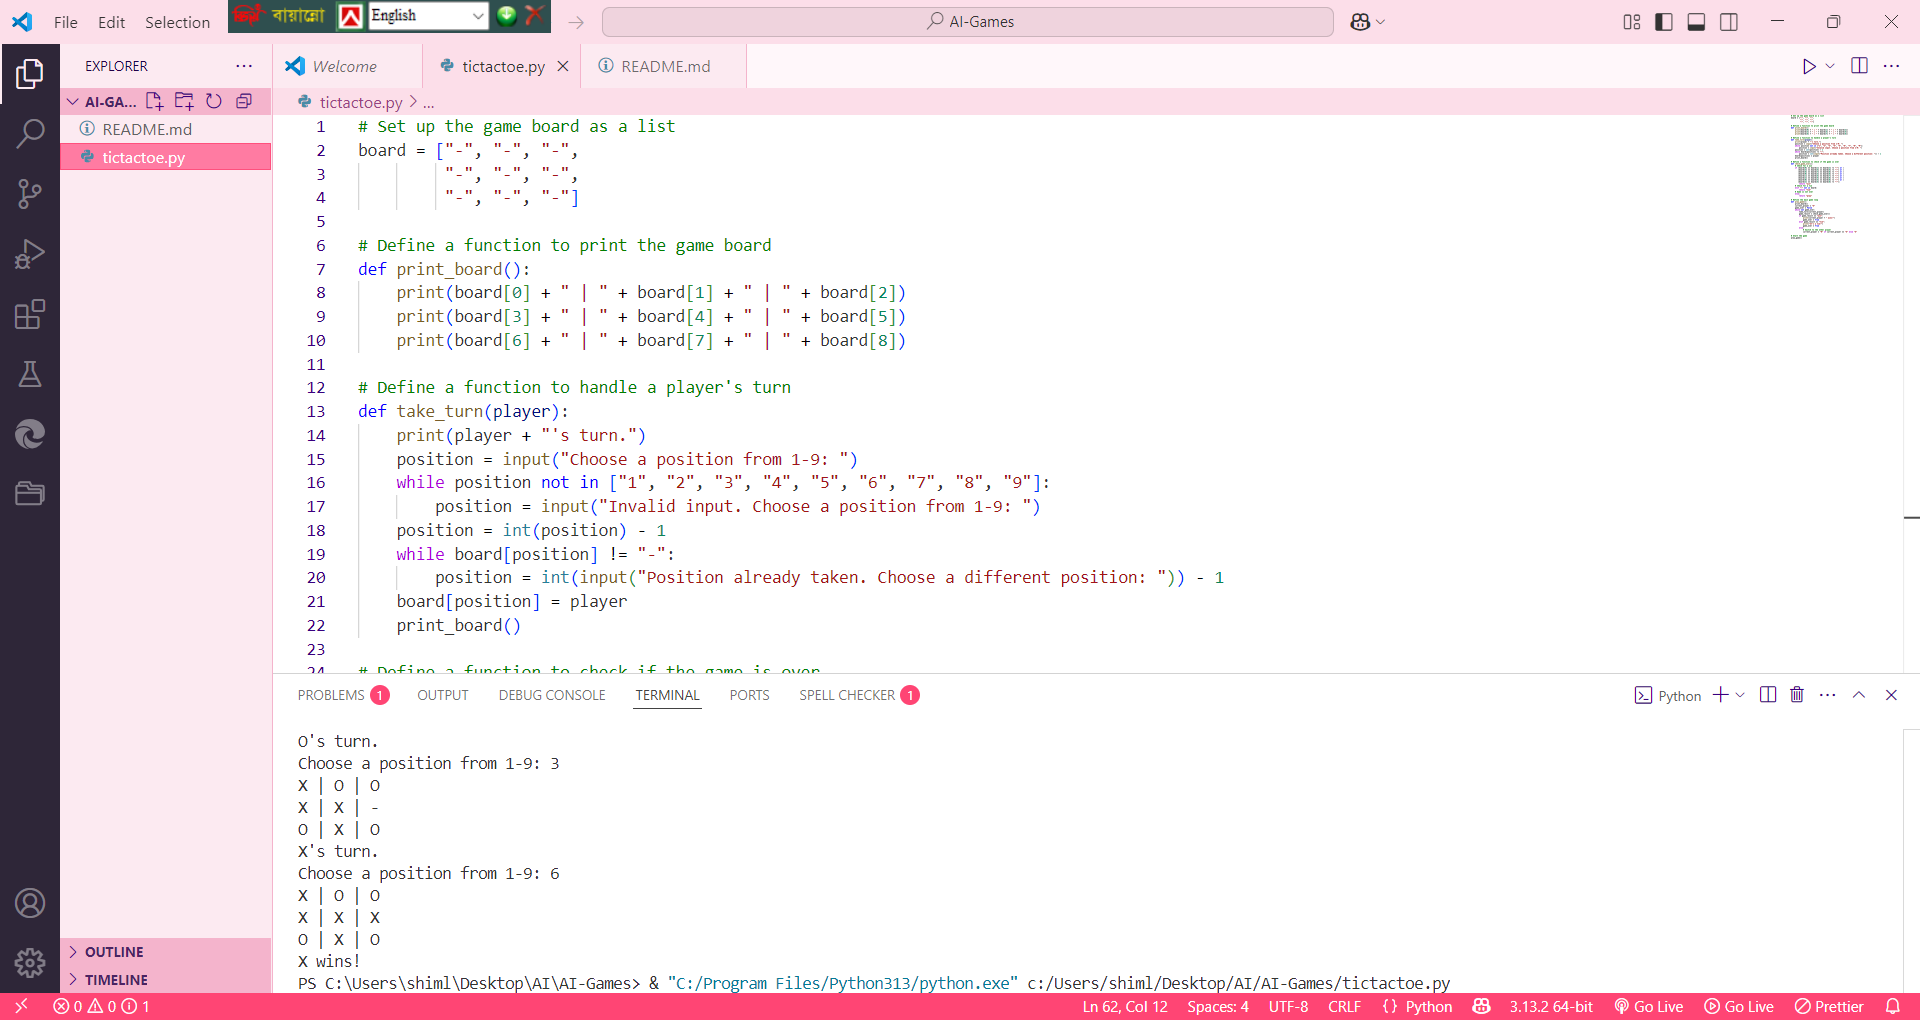 File Edit Selection
বায়ান্নো
English
AI-Games
EXPLORER
Welcome
tictactoe.py
README.md
AI-GA...
README.md
tictactoe.py
tictactoe.py > ...
1 # Set up the game board as a list
2 board = ["-", "-", "-",
3 "-", "-", "-",
4 "-", "-", "-"]
5
6 # Define a function to print the game board
7 def print_board():
8 print(board[0] + " | " + board[1] + " | " + board[2])
9 print(board[3] + " | " + board[4] + " | " + board[5])
10 print(board[6] + " | " + board[7] + " | " + board[8])
11
12 # Define a function to handle a player's turn
13 def take_turn(player):
14 print(player + "'s turn.")
15 position = input("Choose a position from 1-9: ")
16 while position not in ["1", "2", "3", "4", "5", "6", "7", "8", "9"]:
17 position = input("Invalid input. Choose a position from 1-9: ")
18 position = int(position) - 1
19 while board[position] != "-":
20 position = int(input("Position already taken. Choose a different position: ")) - 1
21 board[position] = player
22 print_board()
23
24 # Define a function to check if the game is over
PROBLEMS 1 OUTPUT DEBUG CONSOLE TERMINAL PORTS SPELL CHECKER 1
Python
O's turn.
Choose a position from 1-9: 3
X | O | O
X | X | -
O | X | O
X's turn.
Choose a position from 1-9: 6
X | O | O
X | X | X
O | X | O
X wins!
PS C:\Users\shiml\Desktop\AI\AI-Games> & "C:/Program Files/Python313/python.exe" c:/Users/shiml/Desktop/AI/AI-Games/tictactoe.py
OUTLINE
TIMELINE
0 0 1
Ln 62, Col 12 Spaces: 4 UTF-8 CRLF {} Python 3.13.2 64-bit Go Live Go Live Prettier